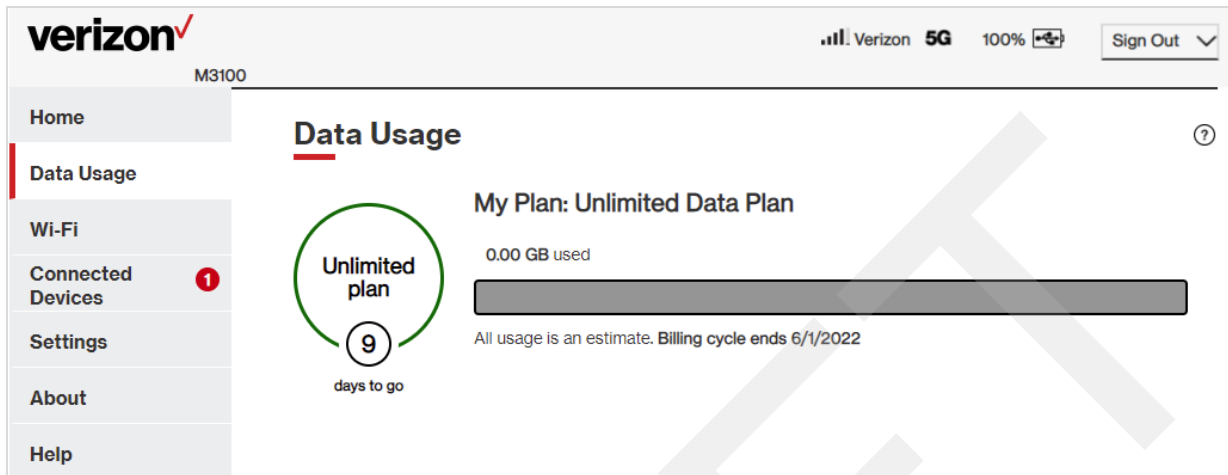 verizon
Verizon 5G 100% Sign Out
M3100
Home
Data Usage
Wi-Fi
Connected
Devices
1
Settings
About
Help
Data Usage
?
Unlimited
plan
9
days to go
My Plan: Unlimited Data Plan
0.00 GB used
All usage is an estimate. Billing cycle ends 6/1/2022